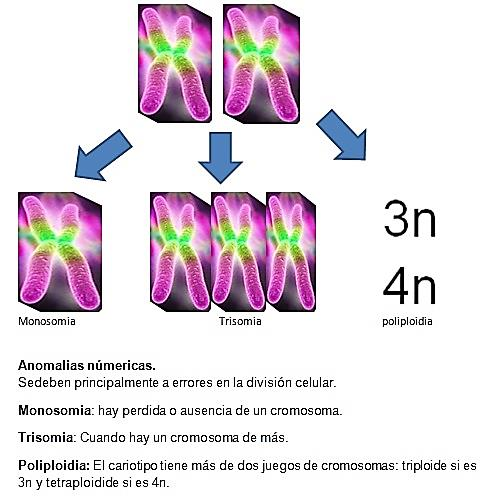 3n
4n
Monosomia
Trisomia
poliploidia
Anomalias númericas.
Sedeben principalmente a errores en la división celular.
Monosomia: hay perdida o ausencia de un cromosoma.
Trisomia: Cuando hay un cromosoma de más.
Poliploidia: El cariotipo tiene más de dos juegos de cromosomas: triploide si es
3n y tetraploidide si es 4n.